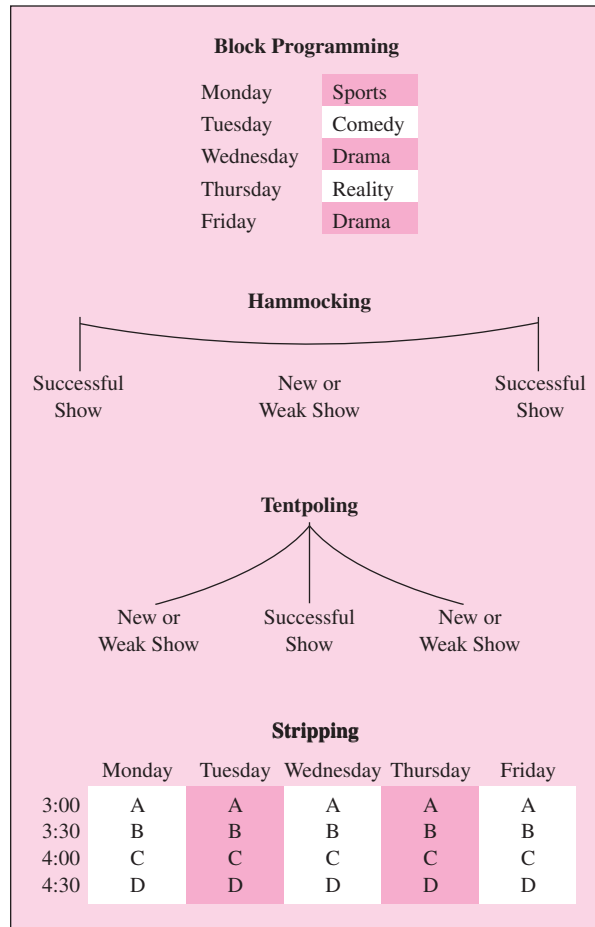 Block Programming
Monday Sports
Tuesday Comedy
Wednesday Drama
Thursday Reality
Friday Drama
Hammocking
Successful Show
New or Weak Show
Successful Show
Tentpoling
New or Weak Show
Successful Show
New or Weak Show
Stripping
Monday Tuesday Wednesday Thursday Friday
3:00 A A A A A
3:30 B B B B B
4:00 C C C C C
4:30 D D D D D